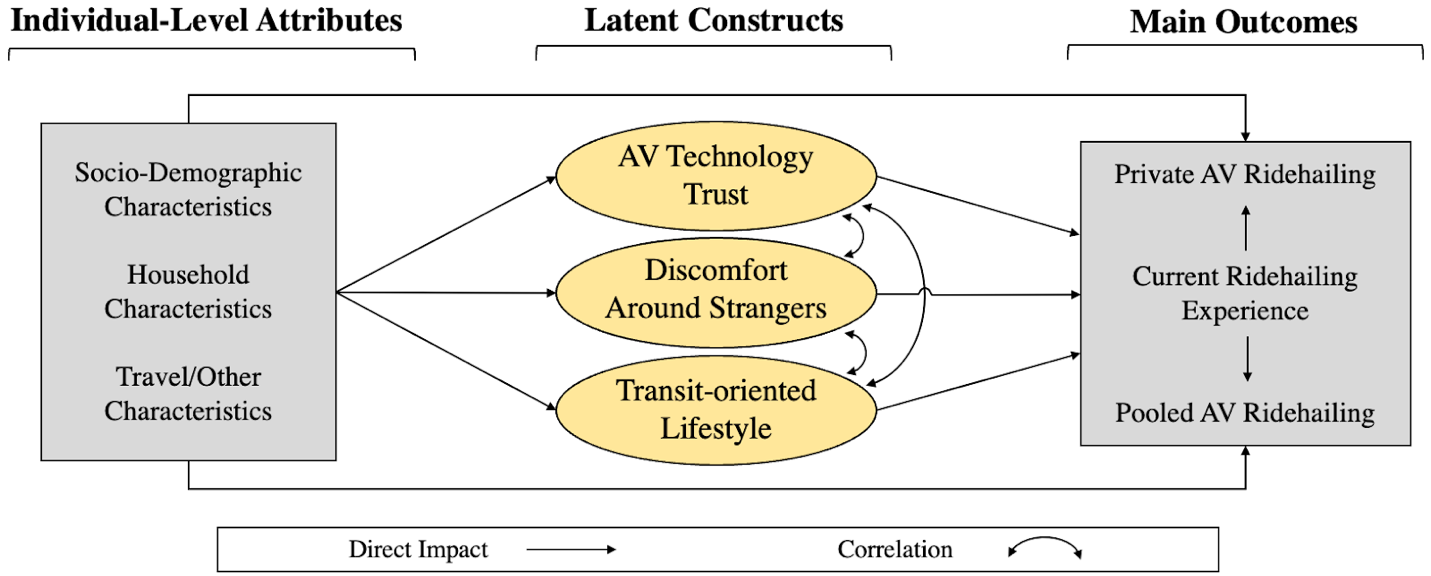 Individual-Level Attributes
Latent Constructs
Main Outcomes
Socio-Demographic
Characteristics
Household
Characteristics
Travel/Other
Characteristics
AV Technology
Trust
Discomfort
Around Strangers
Transit-oriented
Lifestyle
Private AV Ridehailing
Current Ridehailing
Experience
Pooled AV Ridehailing
Direct Impact
Correlation